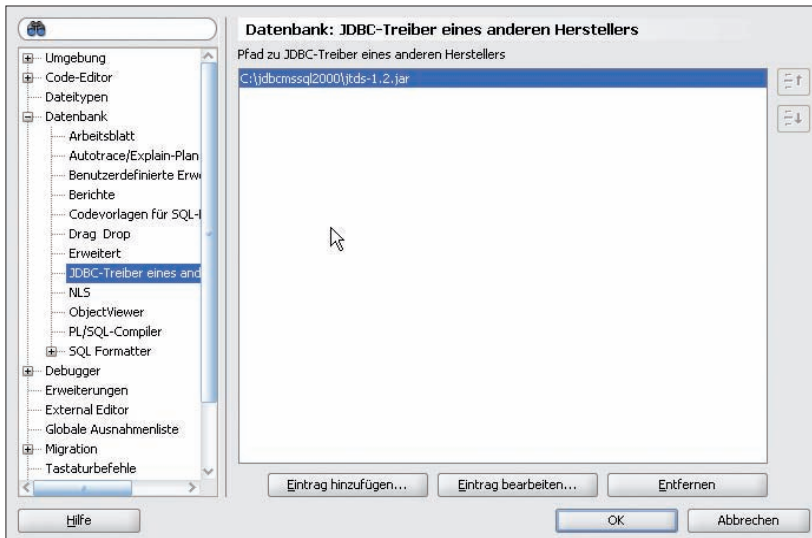 Umgebung
Code-Editor
Dateitypen
Datenbank
Arbeitsblatt
Autotrace/Explain-Plan
Benutzerdefinierte Erw
Berichte
Codevorlagen für SQL-
Drag Drop
Erweitert
JDBC-Treiber eines and
NLS
ObjectViewer
PL/SQL-Compiler
SQL Formatter
Debugger
Erweiterungen
External Editor
Globale Ausnahmenliste
Migration
Tastaturbefehle
Datenbank: JDBC-Treiber eines anderen Herstellers
Pfad zu JDBC-Treiber eines anderen Herstellers
C:\jdbcmssql2000\jtds-1.2.jar
Eintrag hinzufügen... Eintrag bearbeiten... Entfernen
Hilfe OK Abbrechen